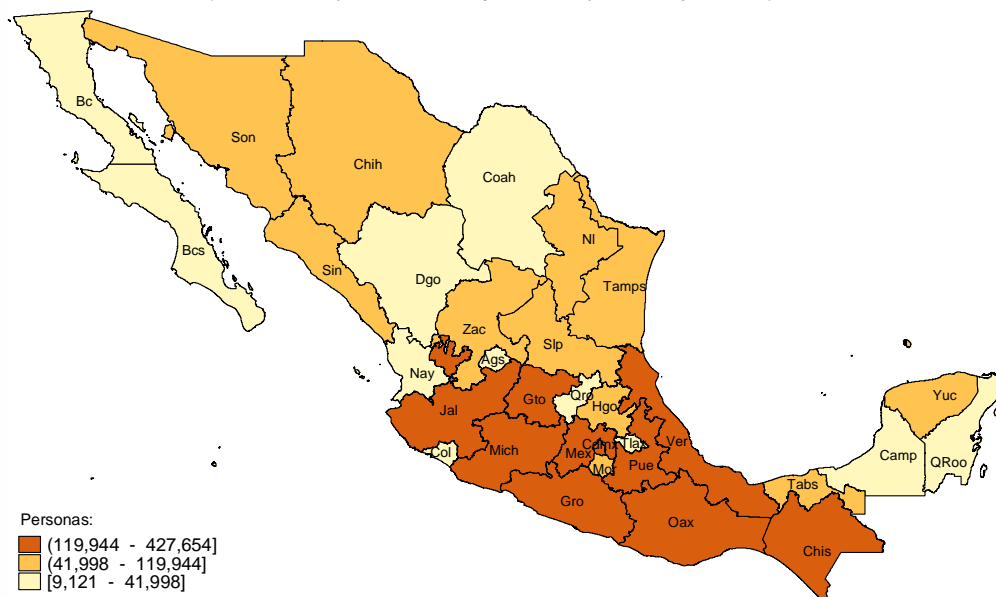 Bc
Son
Chih
Coah
Bcs
Nl
Sin
Dgo
Tamps
Zac
Slp
Ags
Nay
Yuc
Qro
Gto
Hgo
Jal
Ver
Cdmx
Tlax
Col
Mich
Mex
Camp
QRoo
Pue
Mor
Tabs
Gro
Oax
Chis
Personas:
(119,944 - 427,654]
(41,998 - 119,944]
[9,121 - 41,998]